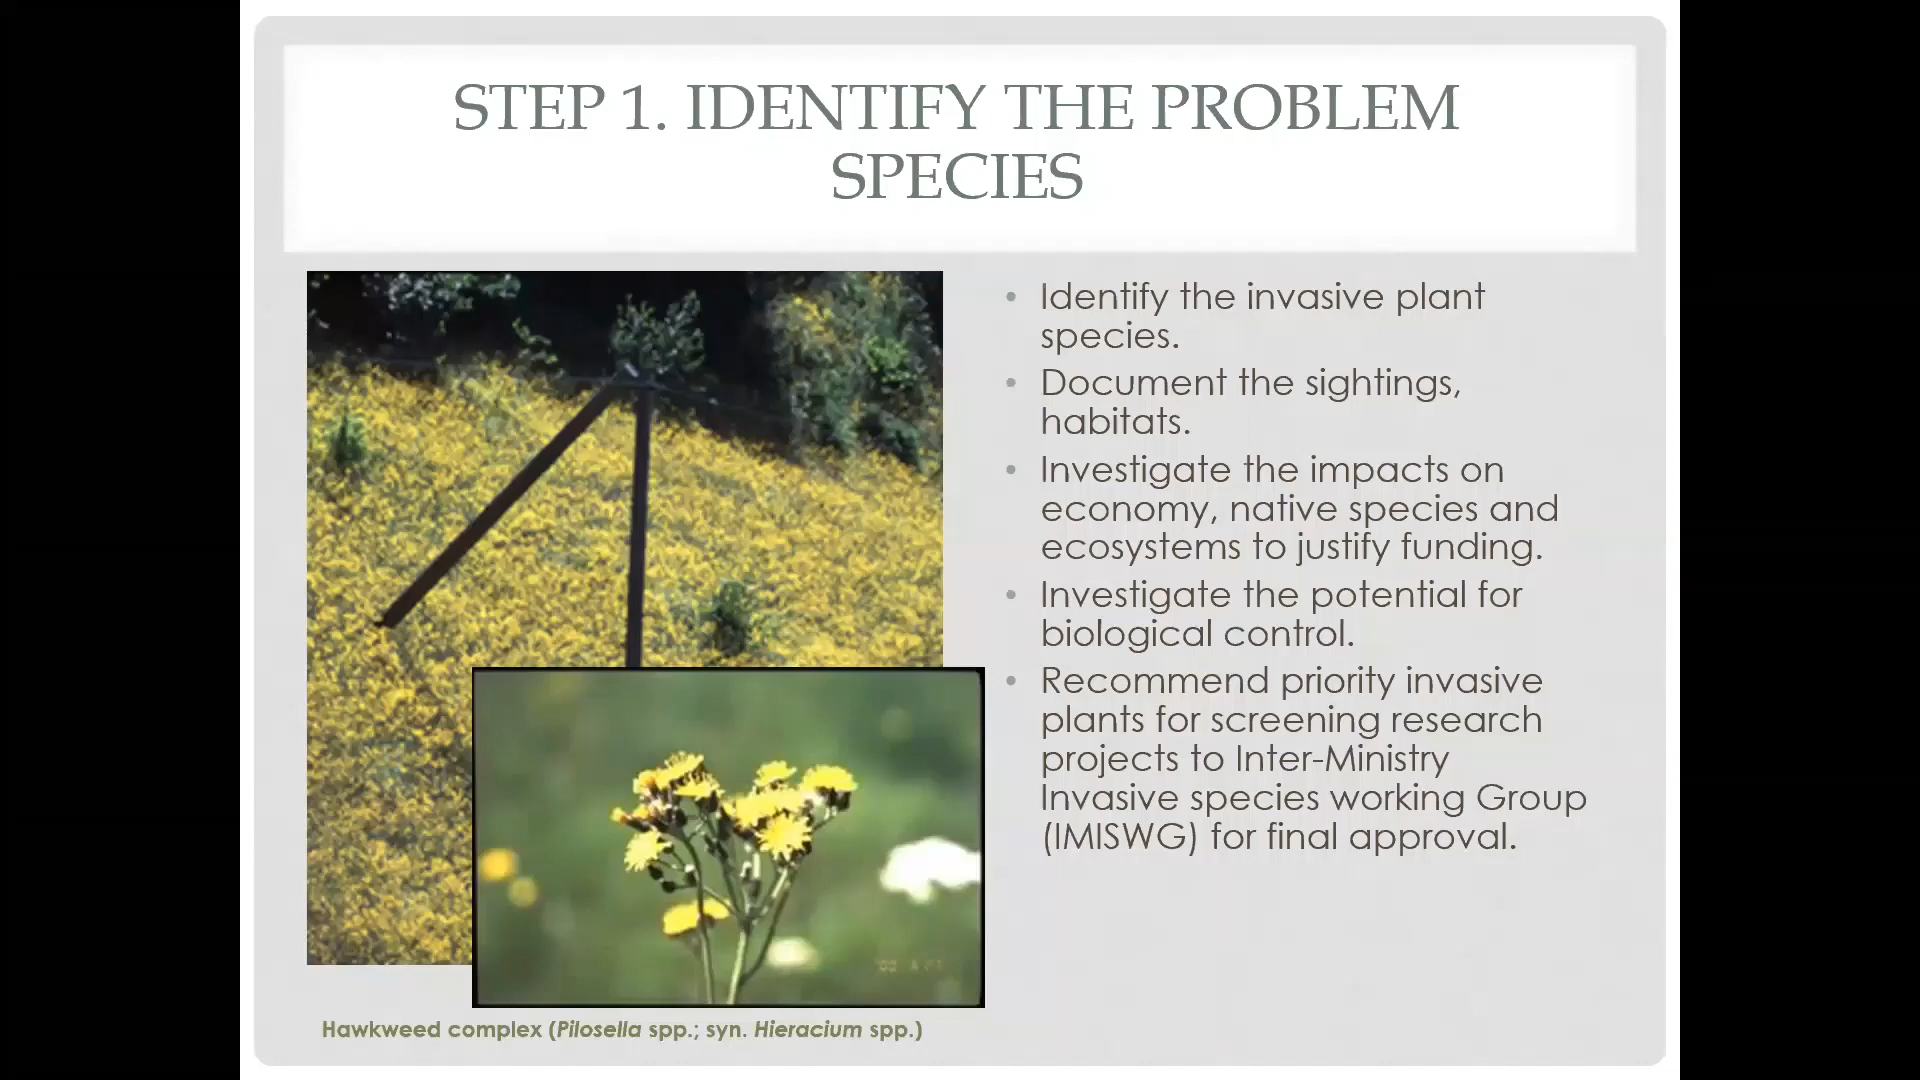 STEP 1. IDENTIFY THE PROBLEM
SPECIES
• Identify the invasive plant
species.
• Document the sightings,
habitats.
• Investigate the impacts on
economy, native species and
ecosystems to justify funding.
• Investigate the potential for
biological control.
• Recommend priority invasive
plants for screening research
projects to Inter-Ministry
Invasive species working Group
(IMISWG) for final approval.
Hawkweed complex (Pilosella spp.; syn. Hieracium spp.)